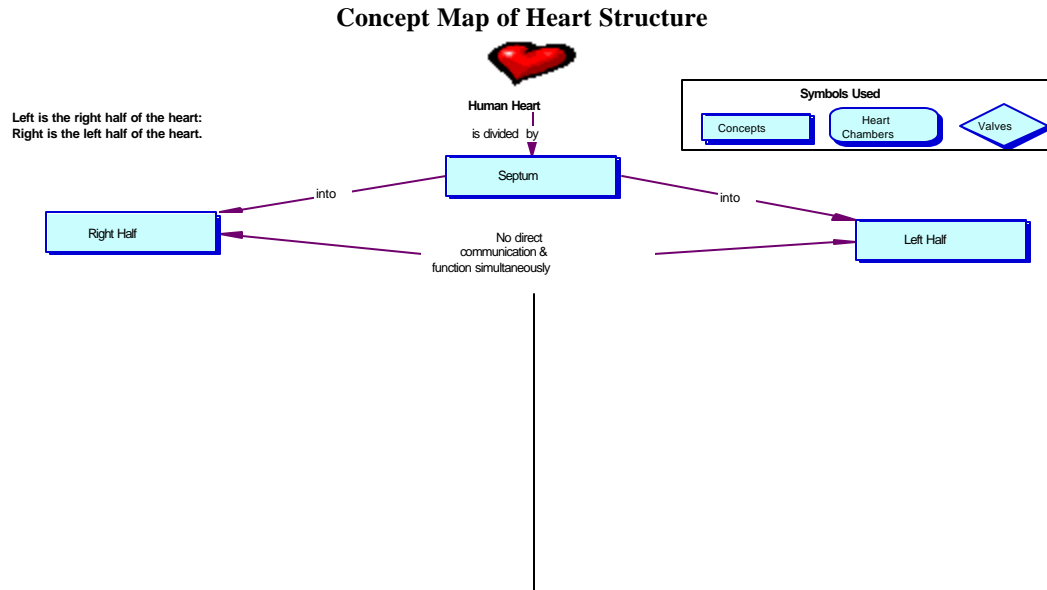 Concept Map of Heart Structure
Left is the right half of the heart:
Right is the left half of the heart.
Human Heart
is divided by
Symbols Used
Concepts
Heart
Chambers
Valves
Septum
into
into
Right Half
Left Half
No direct
communication &
function simultaneously